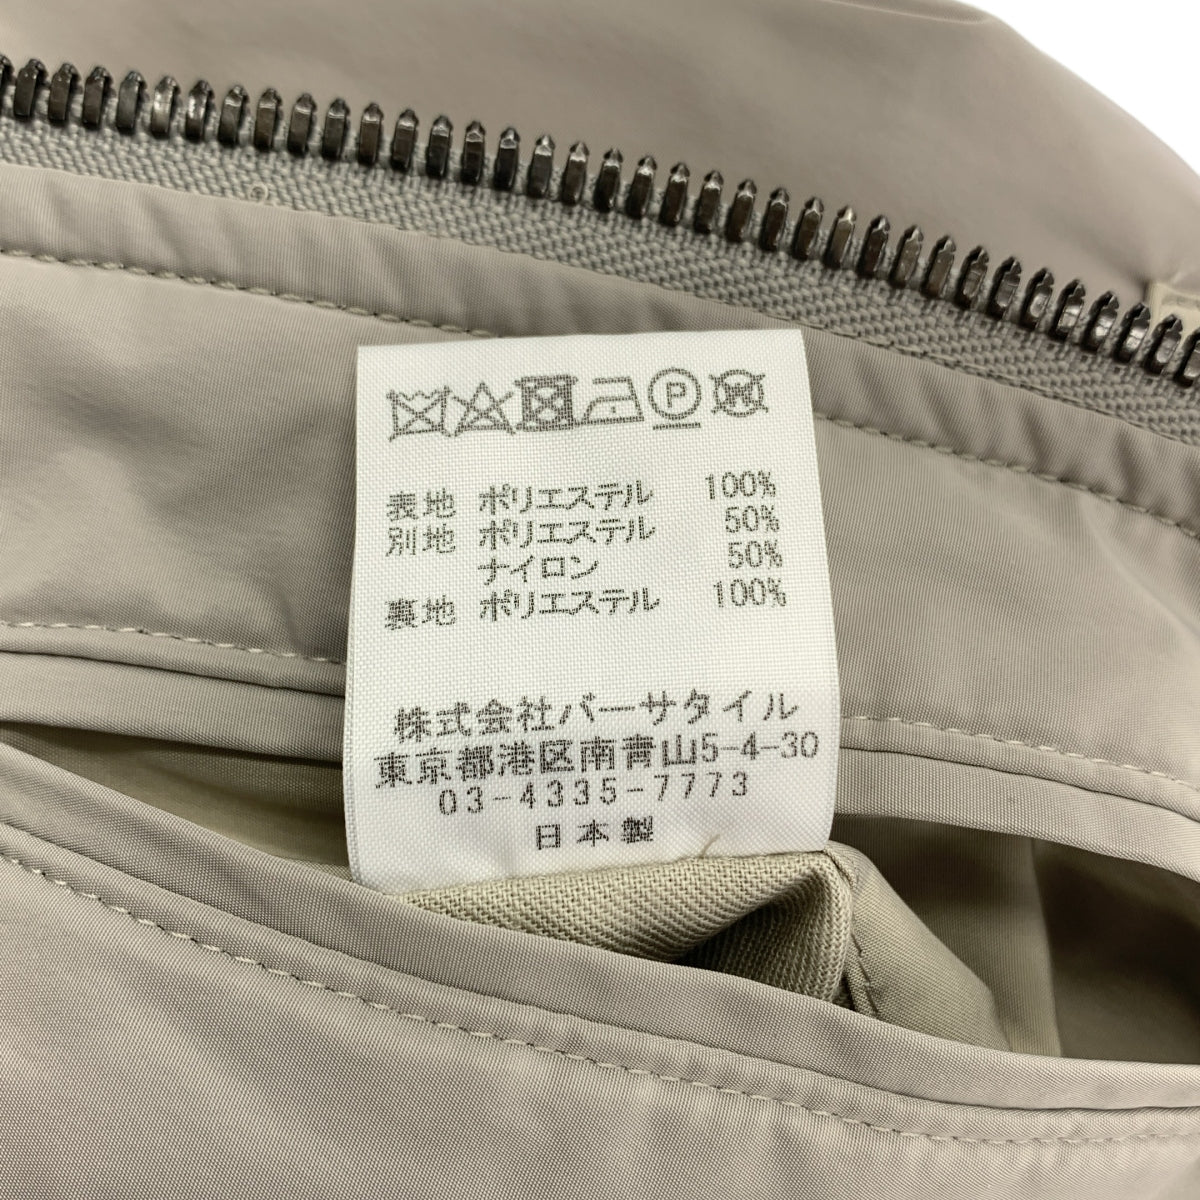 P W
表地 ポリエステル 100%
別地 ポリエステル 50%
ナイロン 50%
裏地 ポリエステル 100%
株式会社バーサタイル
東京都港区南青山5-4-30
03-4335-7773
日本製